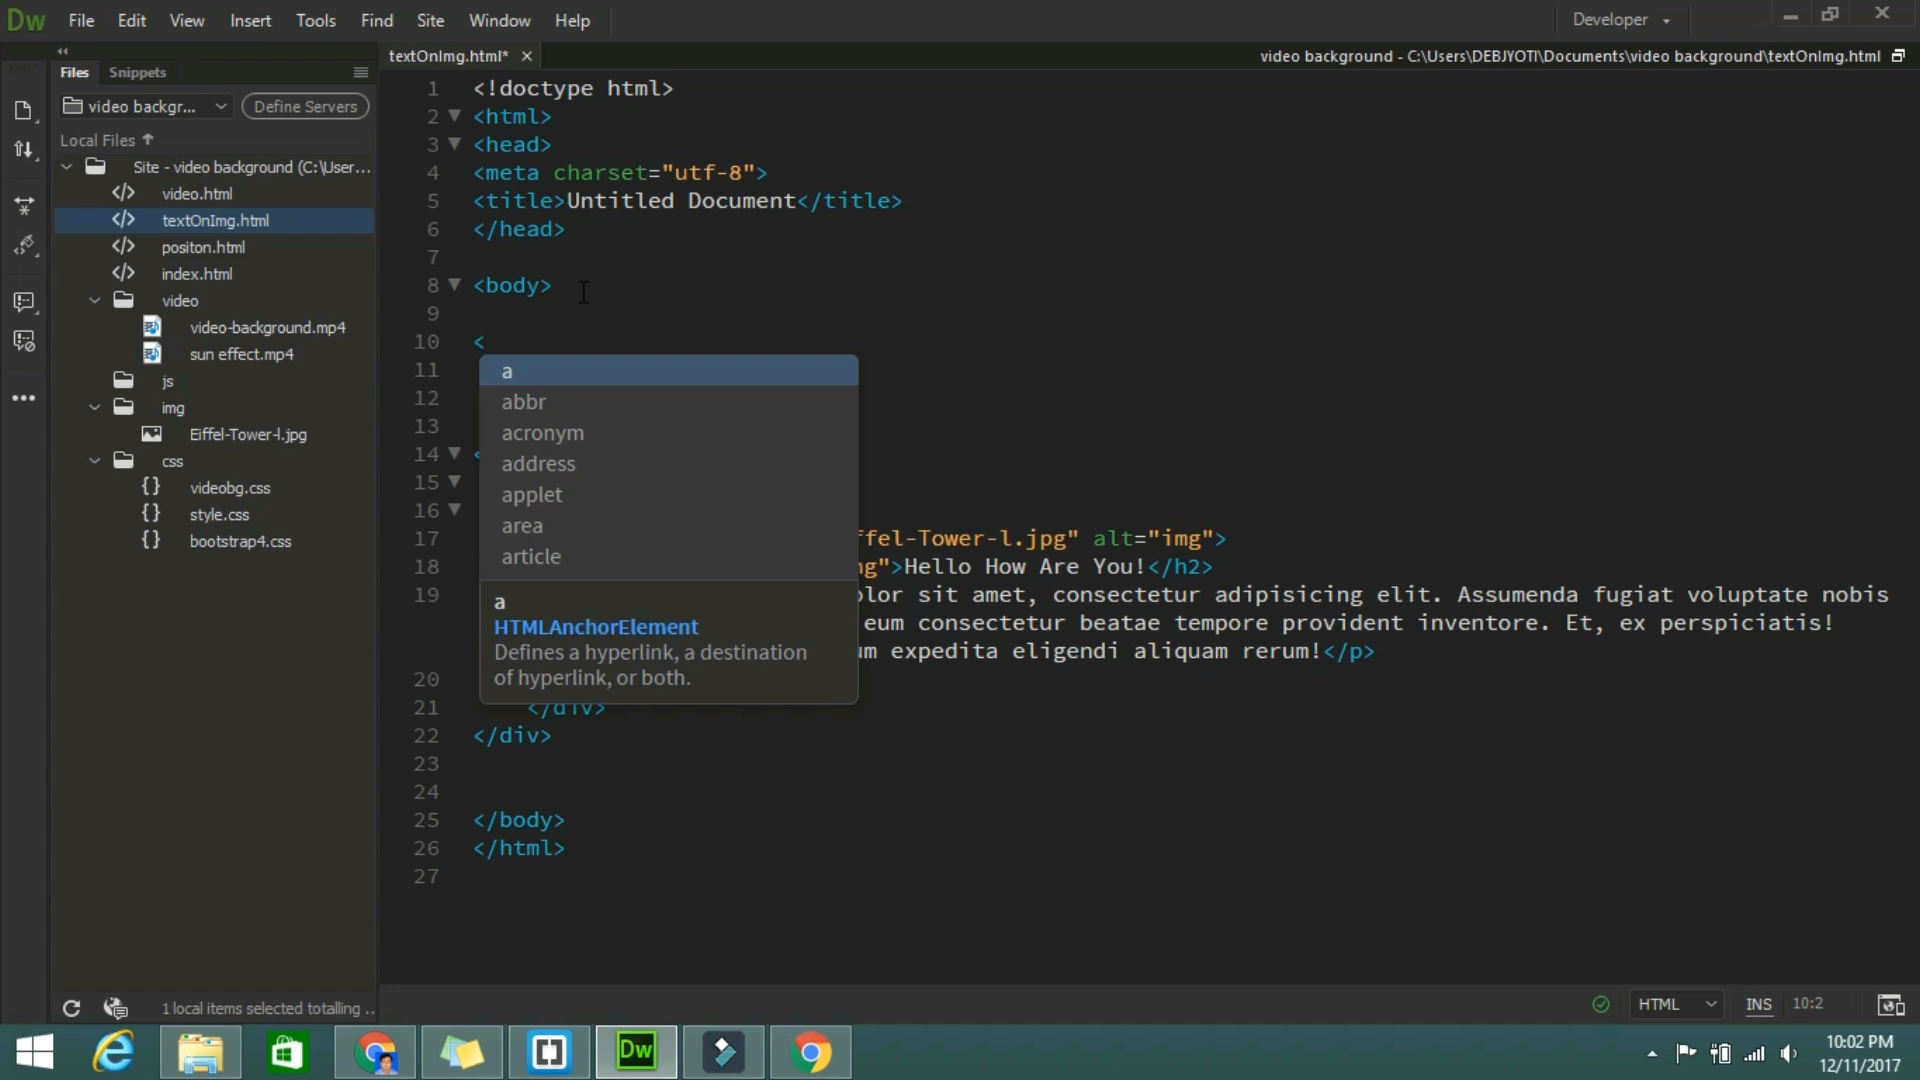 Dw File Edit View Insert Tools Find Site Window Help Developer
Files Snippets
video backgr... Define Servers
Local Files
Site - video background (C:\User...
video.html
textOnImg.html
positon.html
index.html
video
video-background.mp4
sun effect.mp4
js
img
Eiffel-Tower-l.jpg
css
videobg.css
style.css
bootstrap4.css
1 local items selected totalling ..
textOnImg.html*
video background - C:\Users\DEBJYOTI\Documents\video background\textOnImg.html
1 <!doctype html>
2 <html>
3 <head>
4 <meta charset="utf-8">
5 <title>Untitled Document</title>
6 </head>
7
8 <body>
9
10 <
11
12
13
14 <
15
16
17 ffel-Tower-l.jpg" alt="img">
18 ng">Hello How Are You!</h2>
19 olor sit amet, consectetur adipisicing elit. Assumenda fugiat voluptate nobis
eum consectetur beatae tempore provident inventore. Et, ex perspiciatis!
um expedita eligendi aliquam rerum!</p>
20
21 </div>
22 </div>
23
24
25 </body>
26 </html>
27
a
abbr
acronym
address
applet
area
article
a
HTMLAnchorElement
Defines a hyperlink, a destination
of hyperlink, or both.
HTML INS 10:2
Dw
10:02 PM
12/11/2017